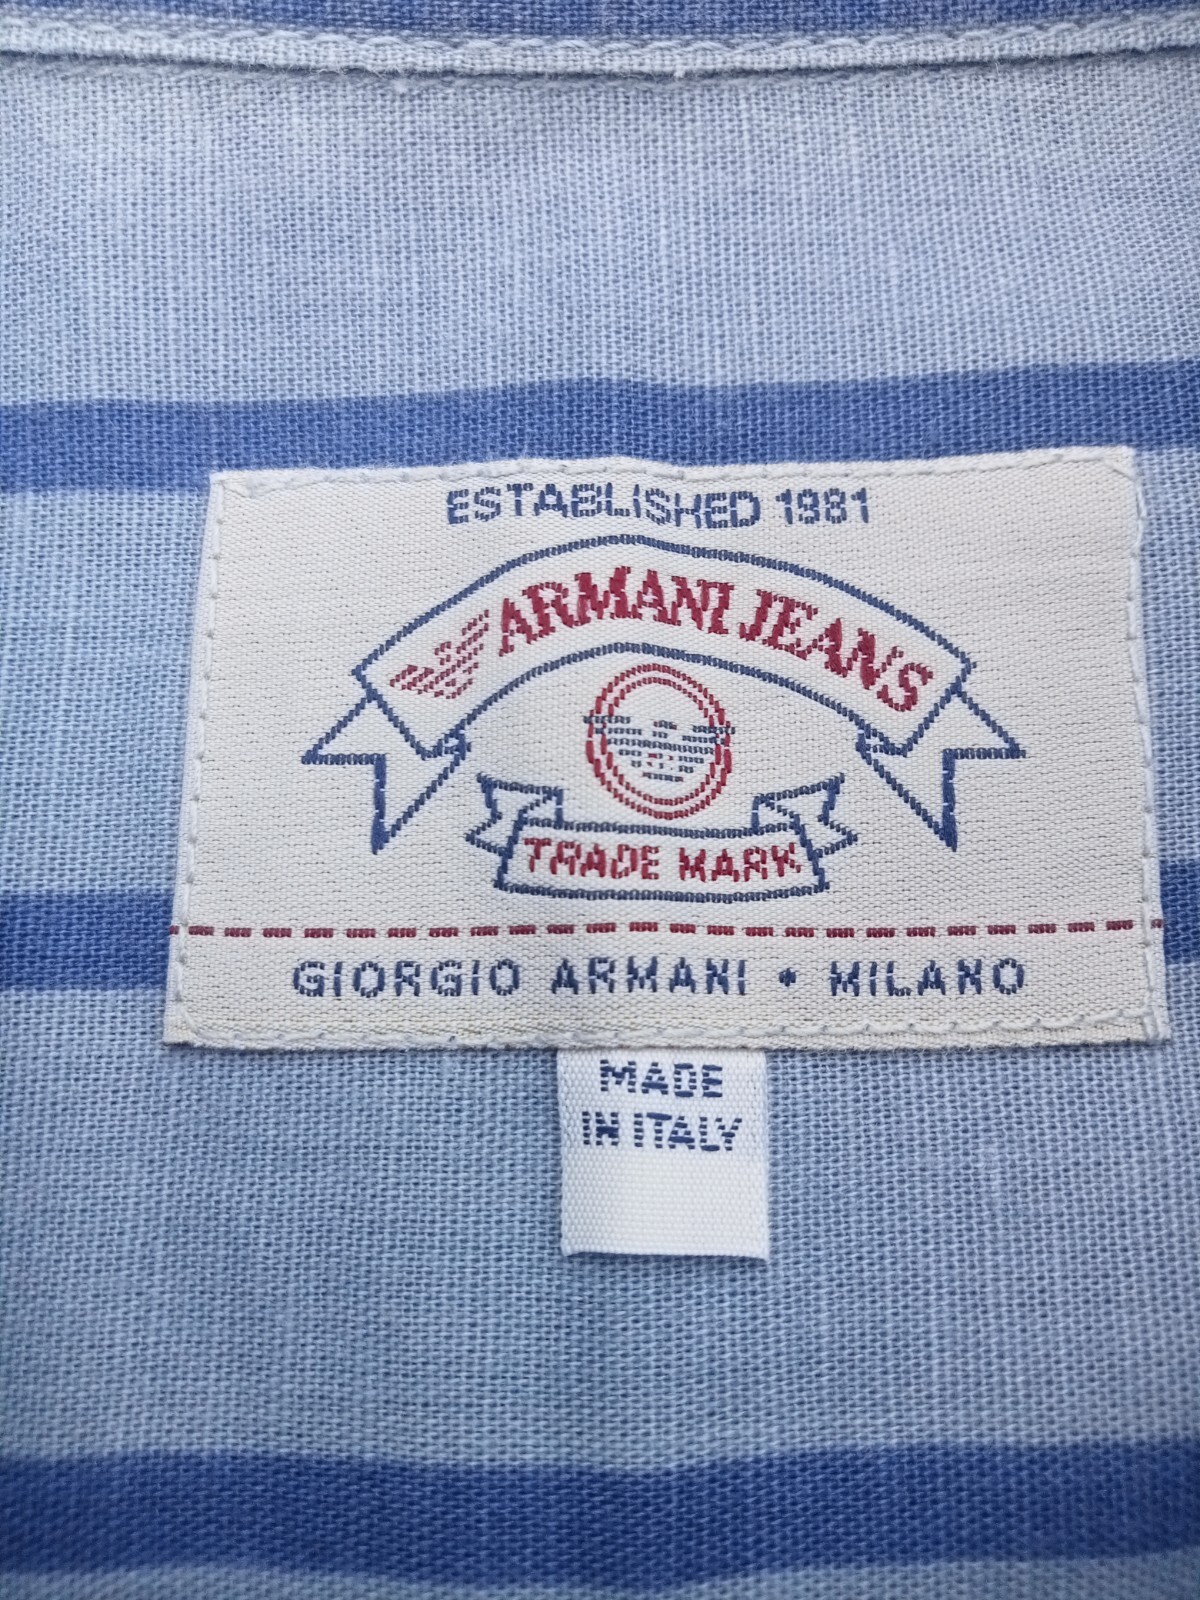 ESTABLISHED 1981
ARMANI JEANS
TRADE MARK
GIORGIO ARMANI • MILANO
MADE
IN ITALY